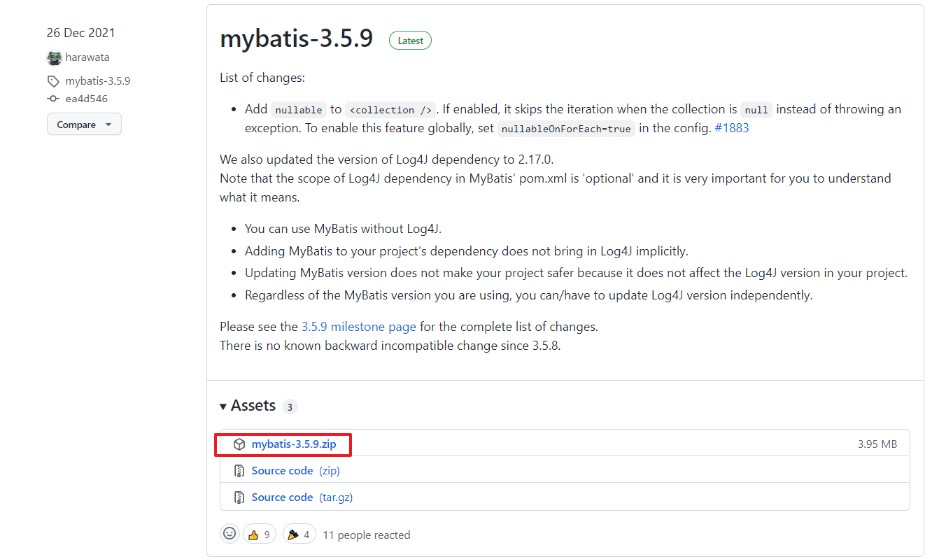 26 Dec 2021
harawata
mybatis-3.5.9
ea4d546
Compare
mybatis-3.5.9 Latest
List of changes:
Add nullable to <collection />. If enabled, it skips the iteration when the collection is null instead of throwing an
exception. To enable this feature globally, set nullableOnForEach=true in the config. #1883
We also updated the version of Log4J dependency to 2.17.0.
Note that the scope of Log4J dependency in MyBatis' pom.xml is 'optional' and it is very important for you to understand
what it means.
You can use MyBatis without Log4J.
Adding MyBatis to your project's dependency does not bring in Log4J implicitly.
Updating MyBatis version does not make your project safer because it does not affect the Log4J version in your project.
Regardless of the MyBatis version you are using, you can/have to update Log4J version independently.
Please see the 3.5.9 milestone page for the complete list of changes.
There is no known backward incompatible change since 3.5.8.
Assets 3
mybatis-3.5.9.zip 3.95 MB
Source code (zip)
Source code (tar.gz)
9 4 11 people reacted